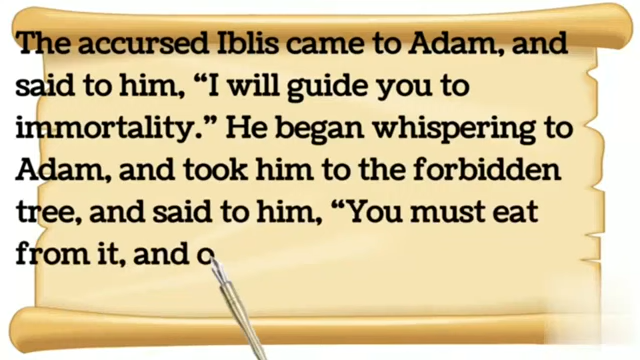 The accursed Iblis came to Adam, and
said to him, “I will guide you to
immortality.” He began whispering to
Adam, and took him to the forbidden
tree, and said to him, “You must eat
from it, and o